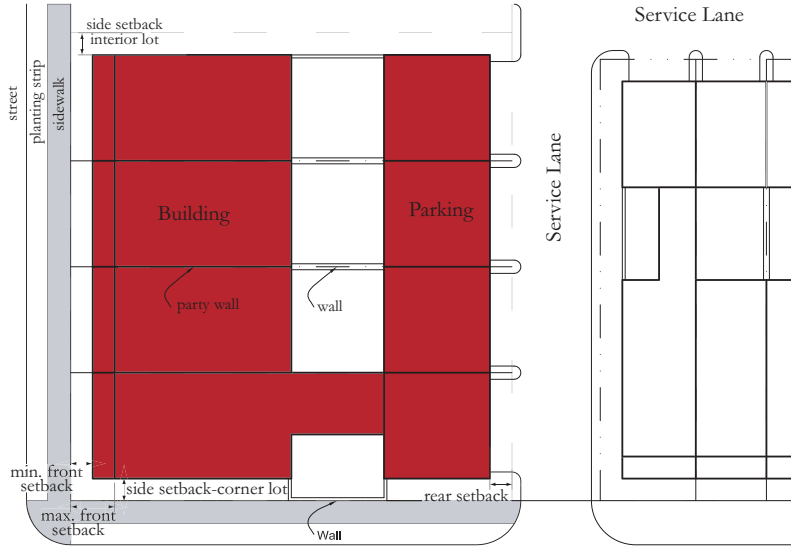 side setback
interior lot
Service Lane
street
planting strip
sidewalk
Building
Parking
Service Lane
party wall
wall
min. front
setback
side setback-corner lot
rear setback
max. front
setback
Wall